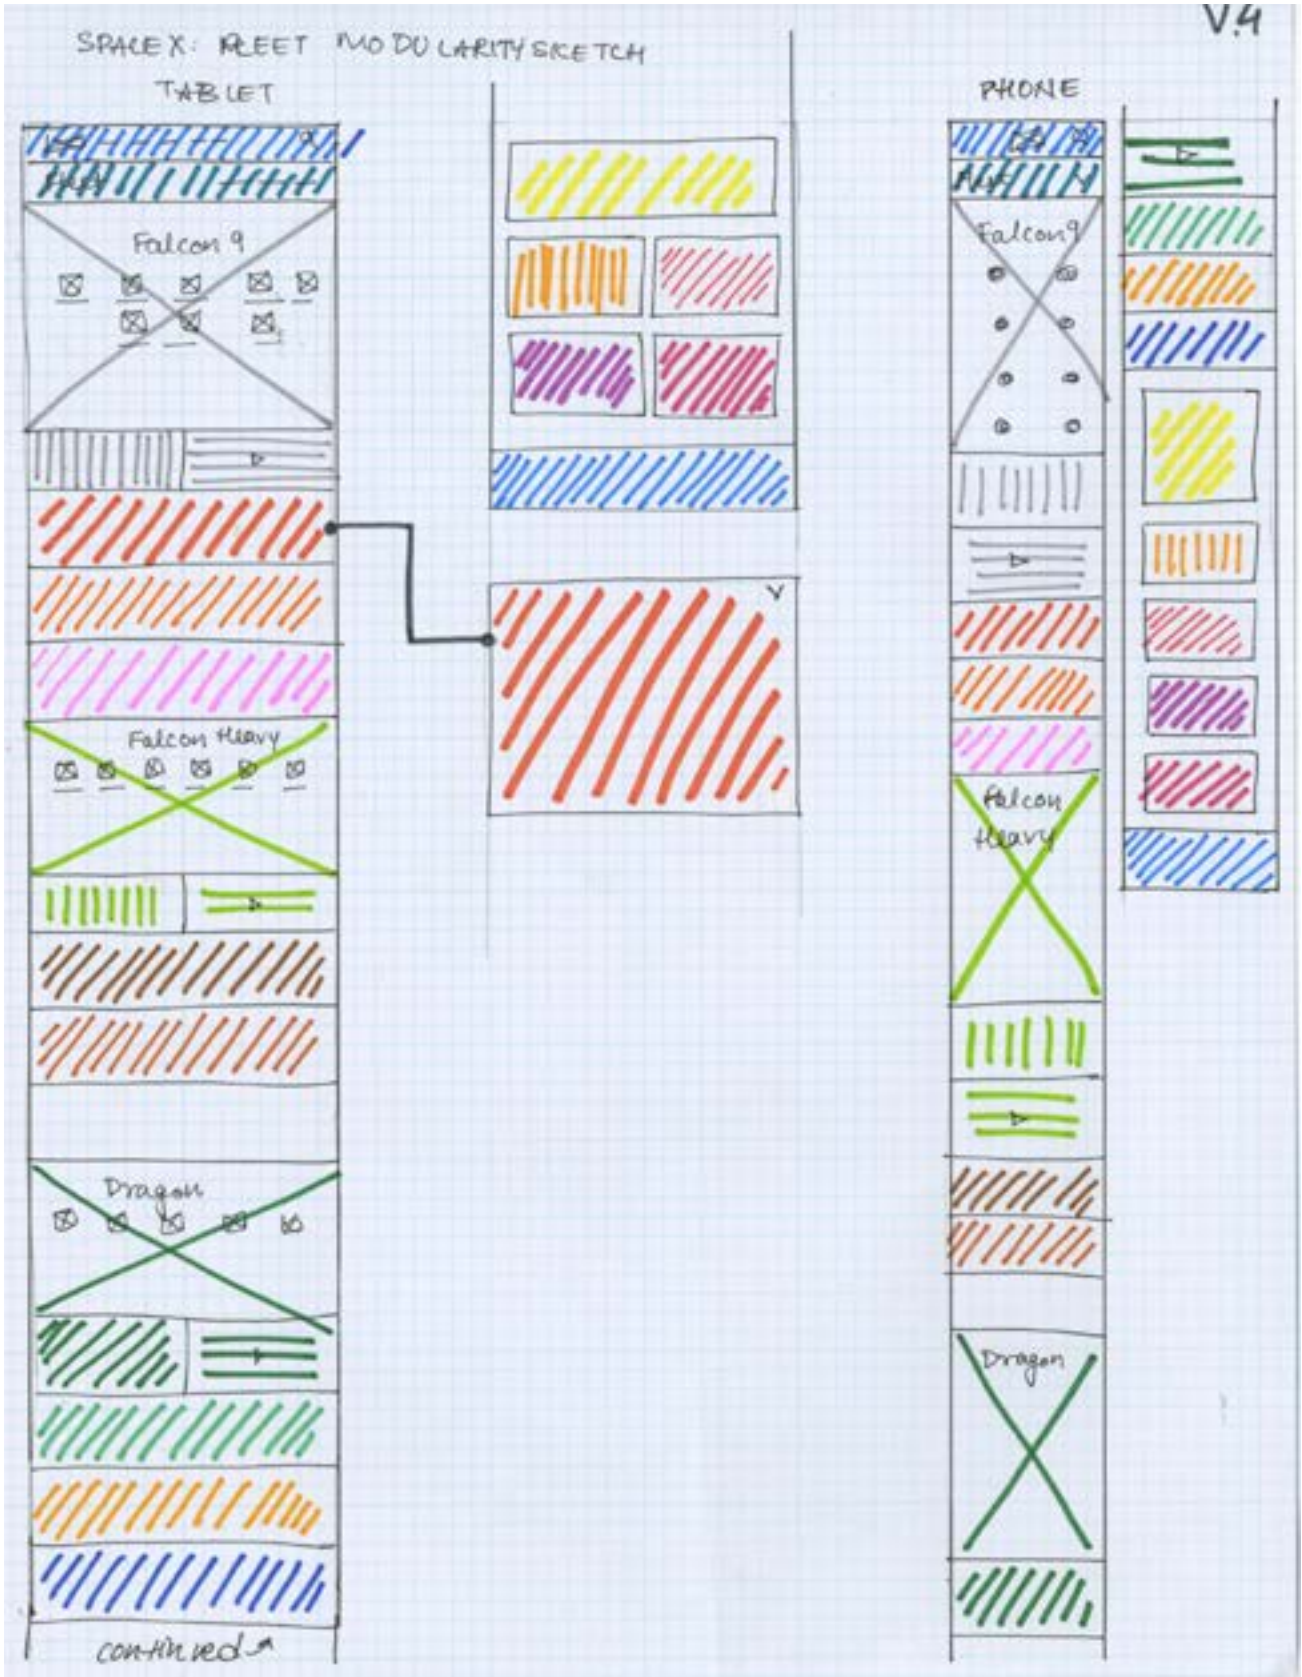 V.4
SPACEX: FLEET MODULARITY SKETCH
TABLET
PHONE
Falcon 9
Falcon 9
Falcon Heavy
Falcon
Heavy
Dragon
Dragon
continued